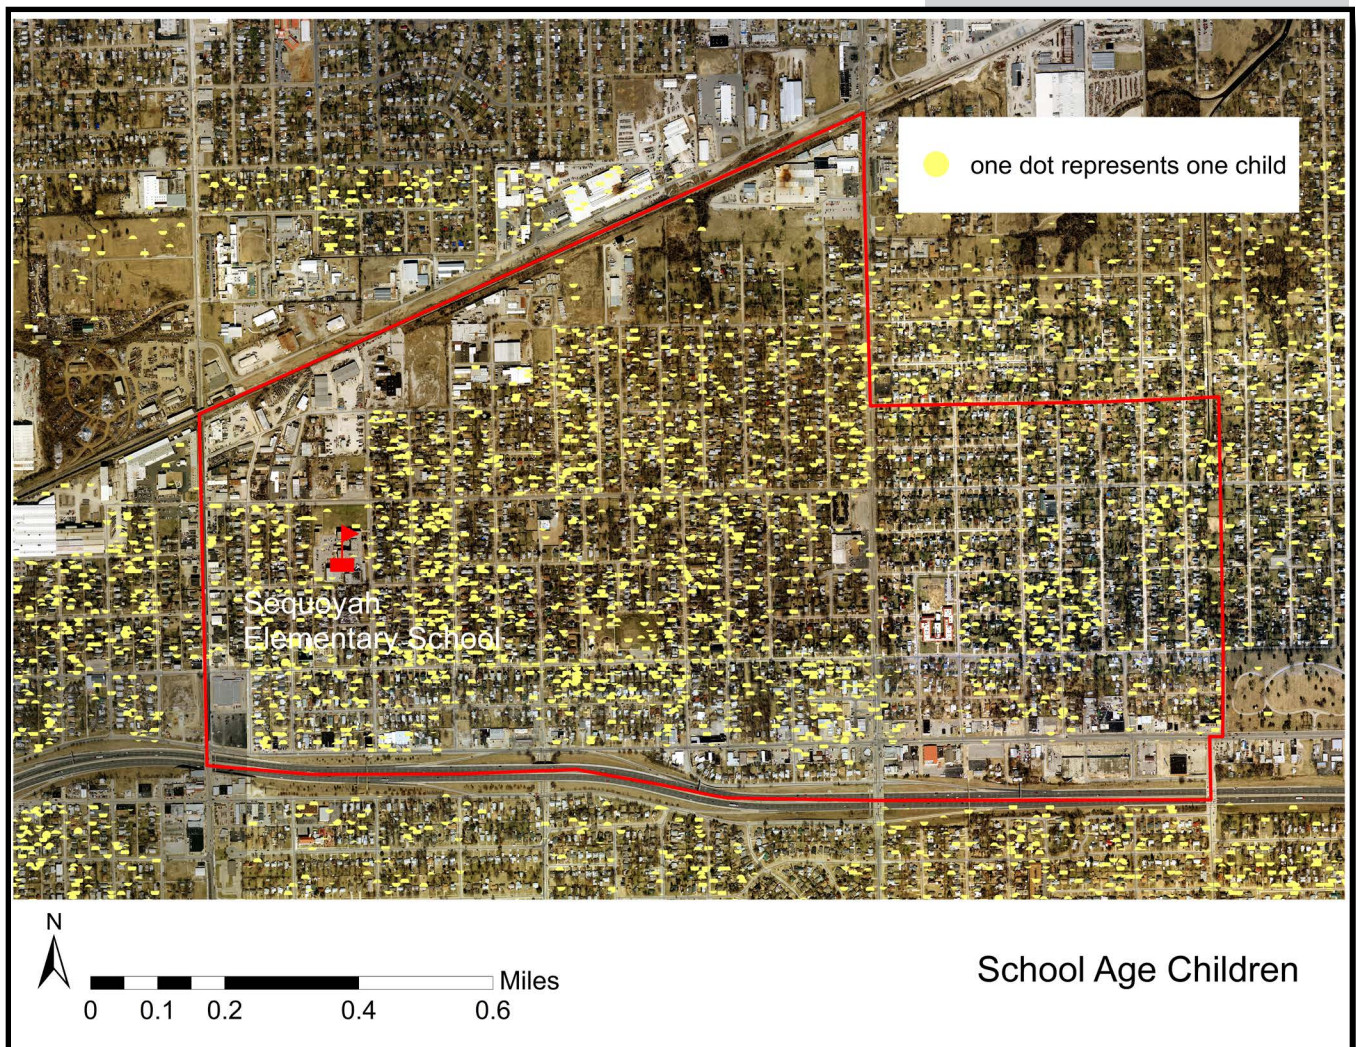 one dot represents one child
Sequoyah
Elementary School
N
Miles
0 0.1 0.2 0.4 0.6
School Age Children